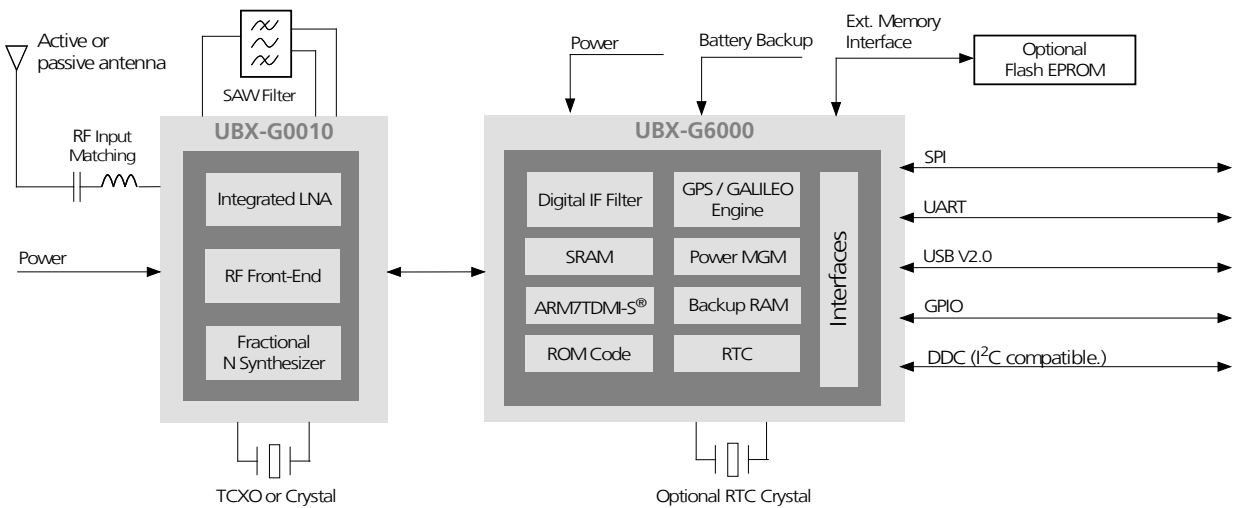 Active or
passive antenna
SAW Filter
RF Input
Matching
Power
UBX-G0010
Integrated LNA
RF Front-End
Fractional
N Synthesizer
TCXO or Crystal
Power
Battery Backup
Ext. Memory
Interface
Optional
Flash EPROM
UBX-G6000
Digital IF Filter
GPS / GALILEO
Engine
SRAM
Power MGM
ARM7TDMI-S®
Backup RAM
ROM Code
RTC
Interfaces
Optional RTC Crystal
SPI
UART
USB V2.0
GPIO
DDC (I²C compatible.)